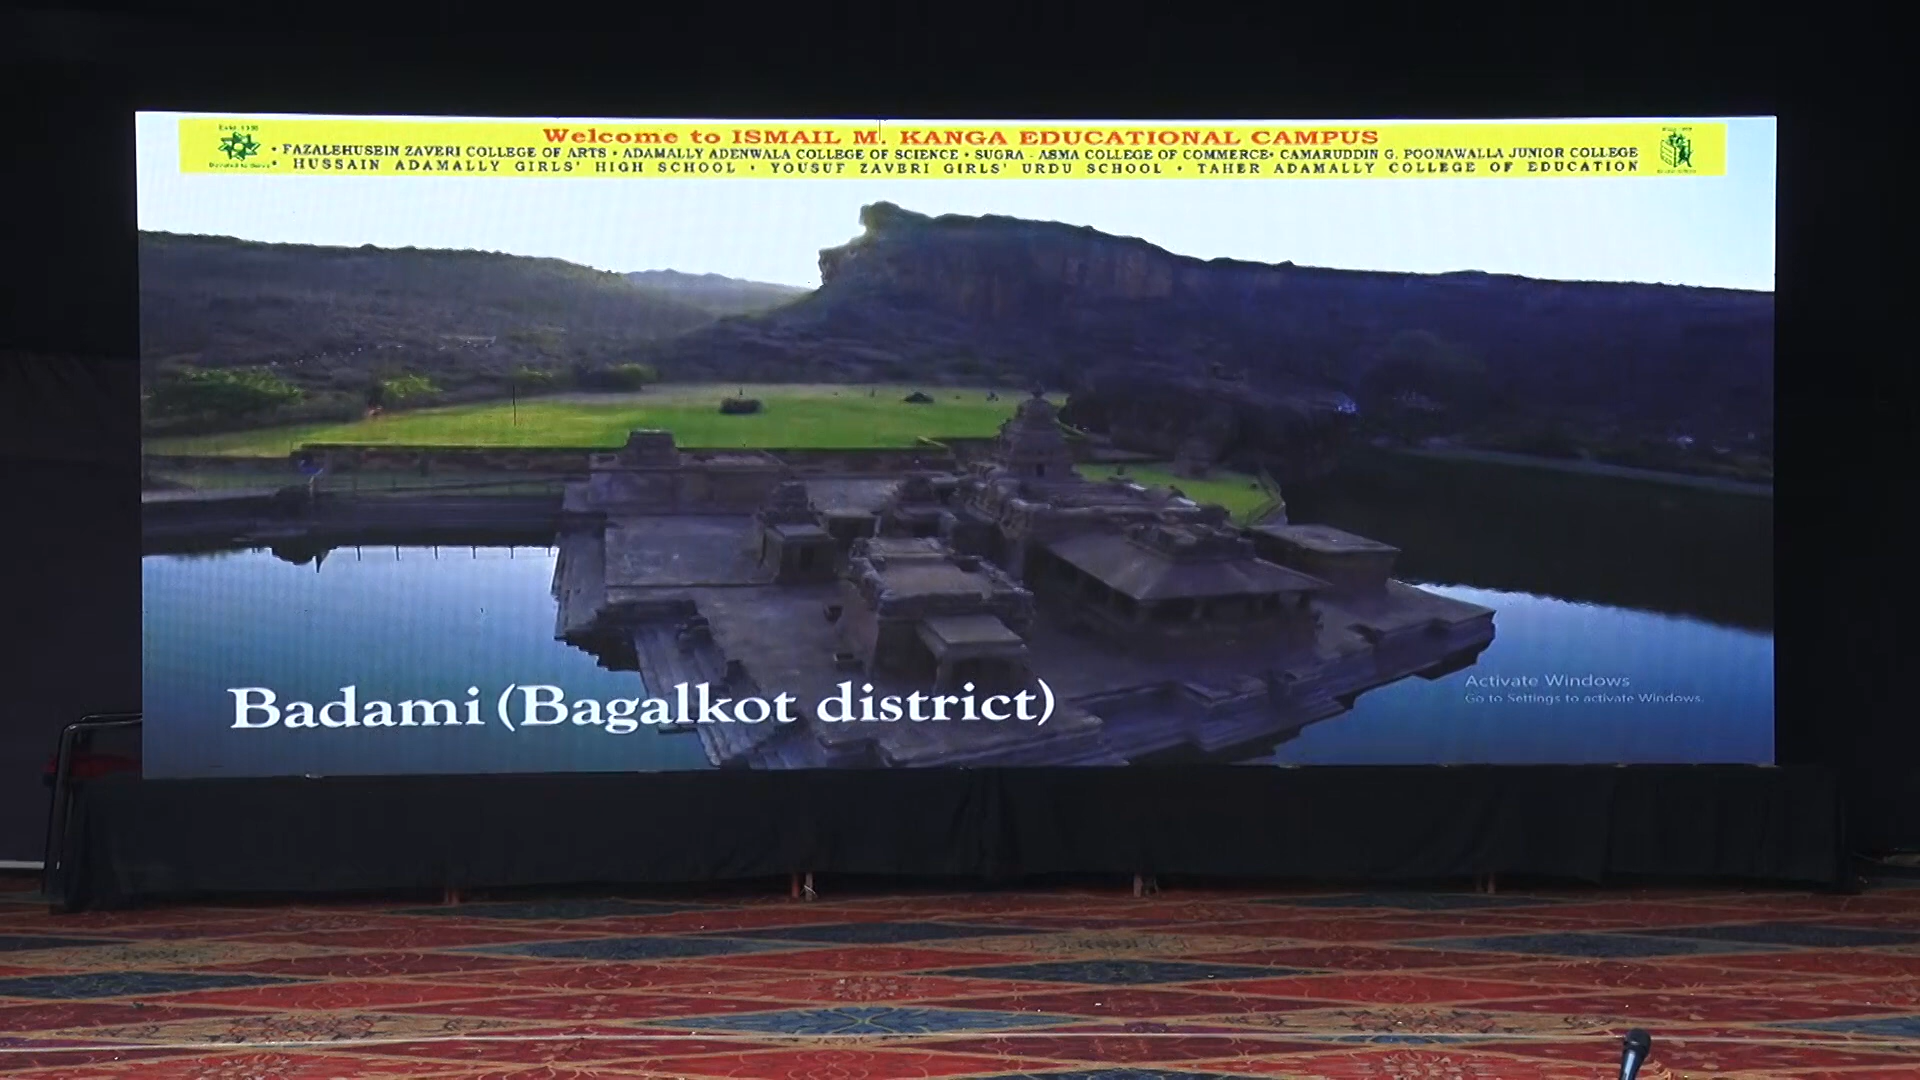 Welcome to ISMAIL M. KANGA EDUCATIONAL CAMPUS
• FAZALEHUSEIN ZAVERI COLLEGE OF ARTS • ADAMALLY ADENWALA COLLEGE OF SCIENCE • SUGRA - ASMA COLLEGE OF COMMERCE• CAMARUDDIN G. POONAWALLA JUNIOR COLLEGE
• HUSSAIN ADAMALLY GIRLS' HIGH SCHOOL • YOUSUF ZAVERI GIRLS' URDU SCHOOL • TAHER ADAMALLY COLLEGE OF EDUCATION
Badami (Bagalkot district)
Activate Windows
Go to Settings to activate Windows.